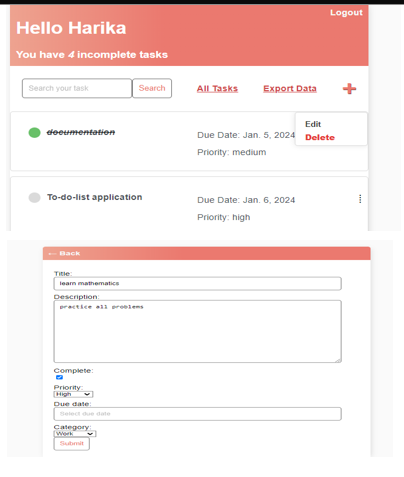 Logout
Hello Harika
You have 4 incomplete tasks
Search your task Search All Tasks Export Data
documentation
Due Date: Jan. 5, 2024
Edit
Delete
Priority: medium
To-do-list application
Due Date: Jan. 6, 2024
Priority: high
← Back
Title:
learn mathematics
Description:
practice all problems
Complete:
Priority:
High
Due date:
Select due date
Category:
Work
Submit